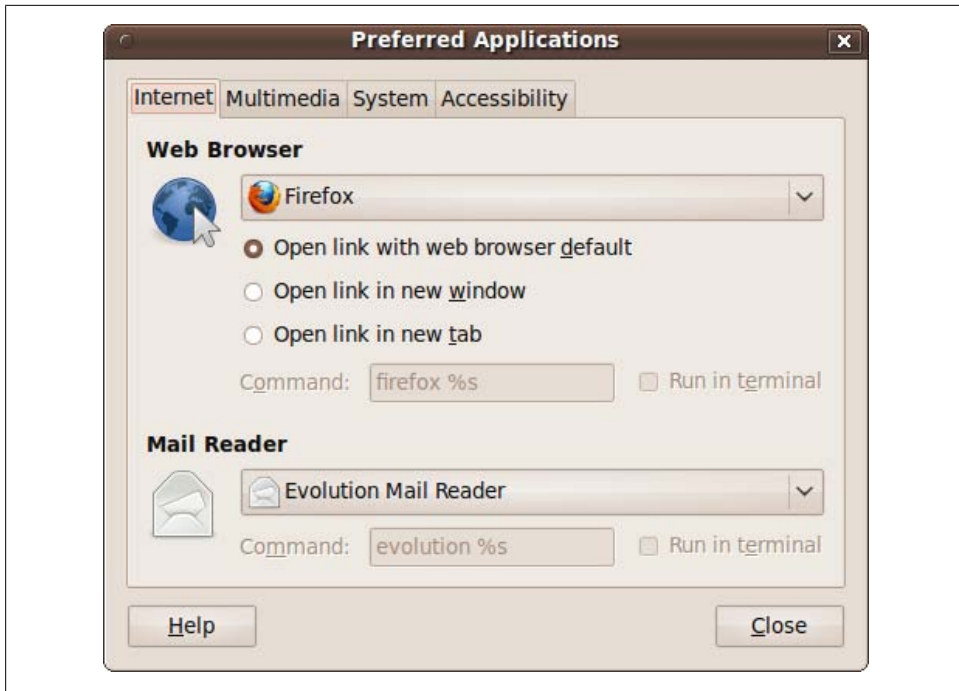 Preferred Applications
Internet Multimedia System Accessibility
Web Browser
Firefox
Open link with web browser default
Open link in new window
Open link in new tab
Command: firefox %s Run in terminal
Mail Reader
Evolution Mail Reader
Command: evolution %s Run in terminal
Help Close